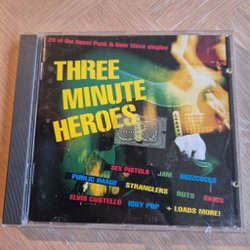 20 of the finest Punk & New Wave singles
THREE
MINUTE
HEROES
SEX PISTOLS JAM BUZZCOCKS
PUBLIC IMAGE STRANGLERS RUTS SKIDS
ELVIS COSTELLO IGGY POP + LOADS MORE!